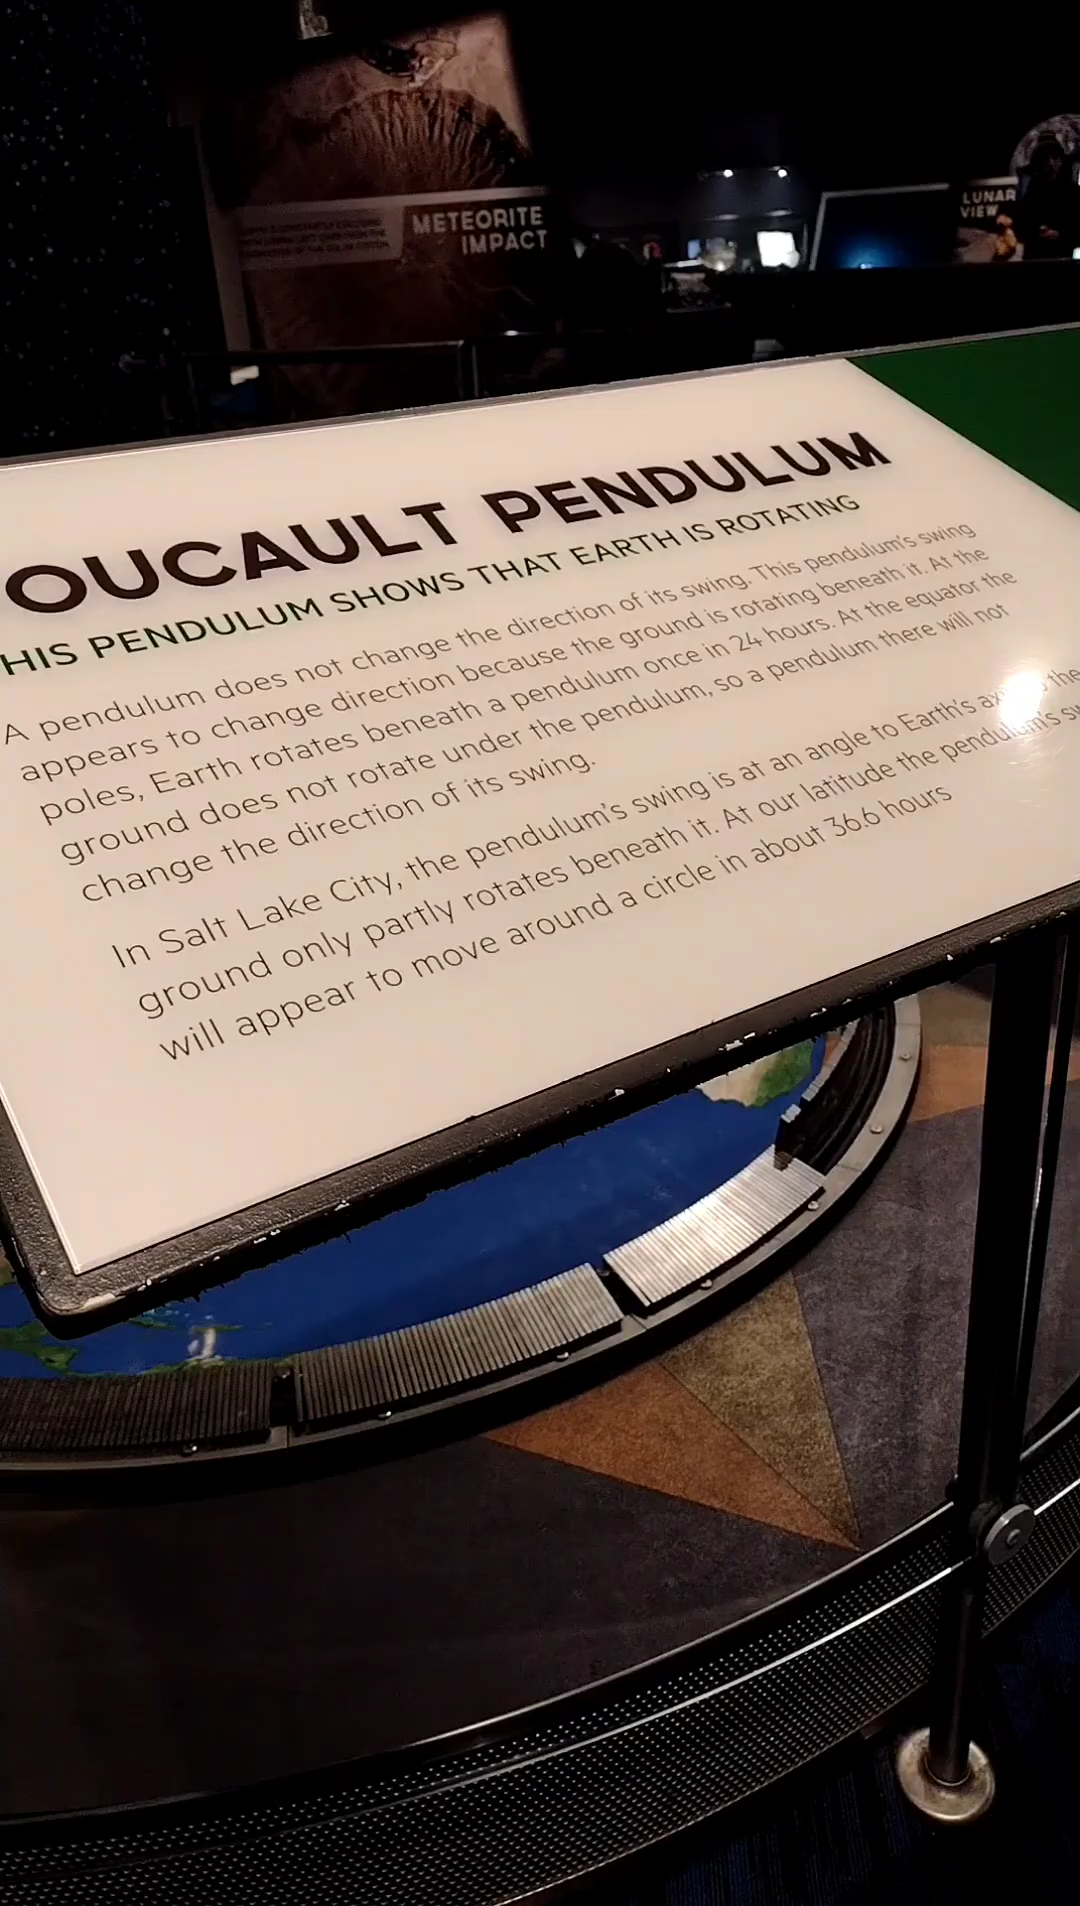 METEORITE
IMPACT
LUNAR
VIEW
OUCAULT PENDULUM
HIS PENDULUM SHOWS THAT EARTH IS ROTATING
A pendulum does not change the direction of its swing. This pendulum's swing
appears to change direction because the ground is rotating beneath it. At the
poles, Earth rotates beneath a pendulum once in 24 hours. At the equator the
ground does not rotate under the pendulum, so a pendulum there will not
change the direction of its swing.
In Salt Lake City, the pendulum's swing is at an angle to Earth's the
ground only partly rotates beneath it. At our latitude the pendulum's sw
will appear to move around a circle in about 36.6 hours